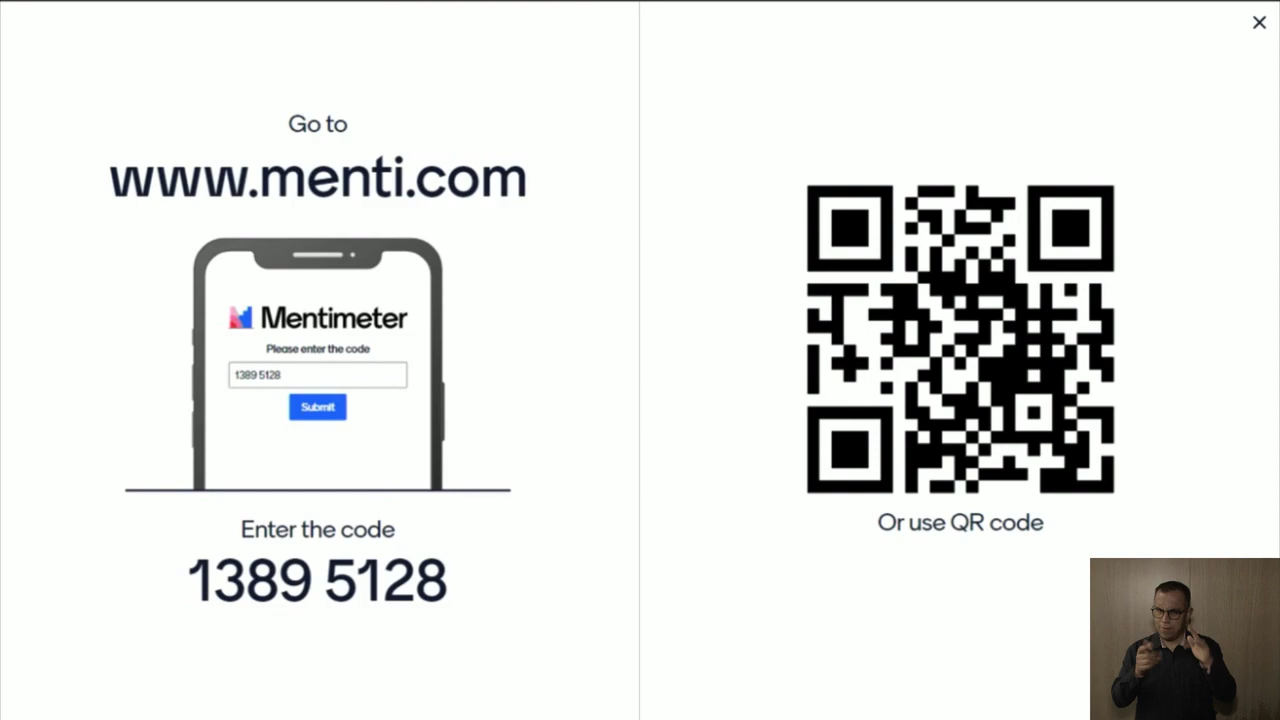 Go to
www.menti.com
Mentimeter
Please enter the code
1389 5128
Submit
Enter the code
1389 5128
Or use QR code